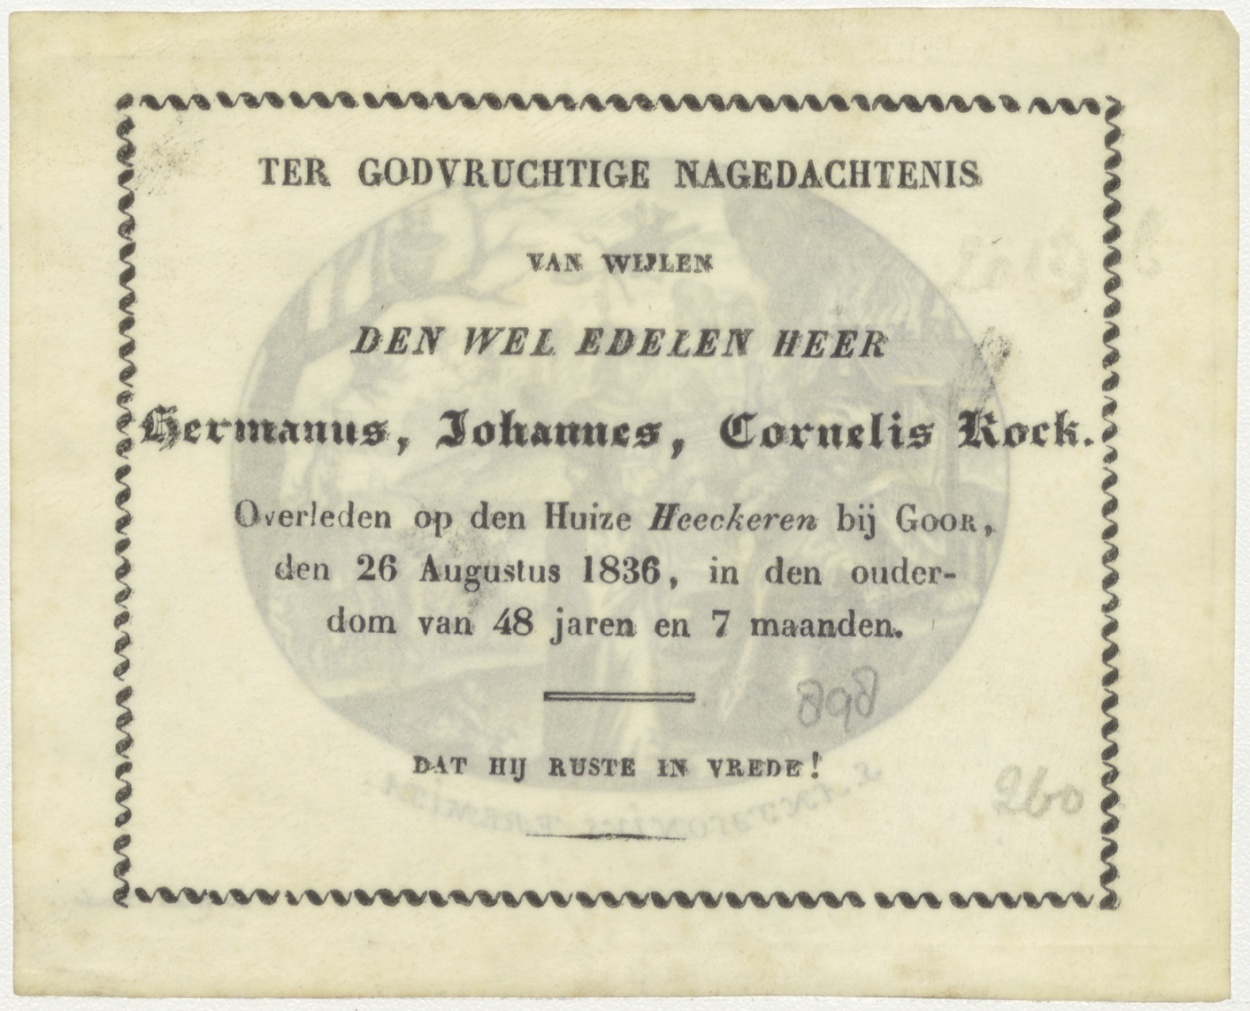 TER GODVRUCHTIGE NAGEDACHTENIS
VAN WIJLEN
DEN WEL EDELEN HEER
Hermanus, Johannes, Cornelis Kock.
Overleden op den Huize Heeckeren bij GOOR,
den 26 Augustus 1836, in den ouder-
dom van 48 jaren en 7 maanden.
898
DAT HIJ RUSTE IN VREDE!
260
S. ANTONIUS EREMITA.